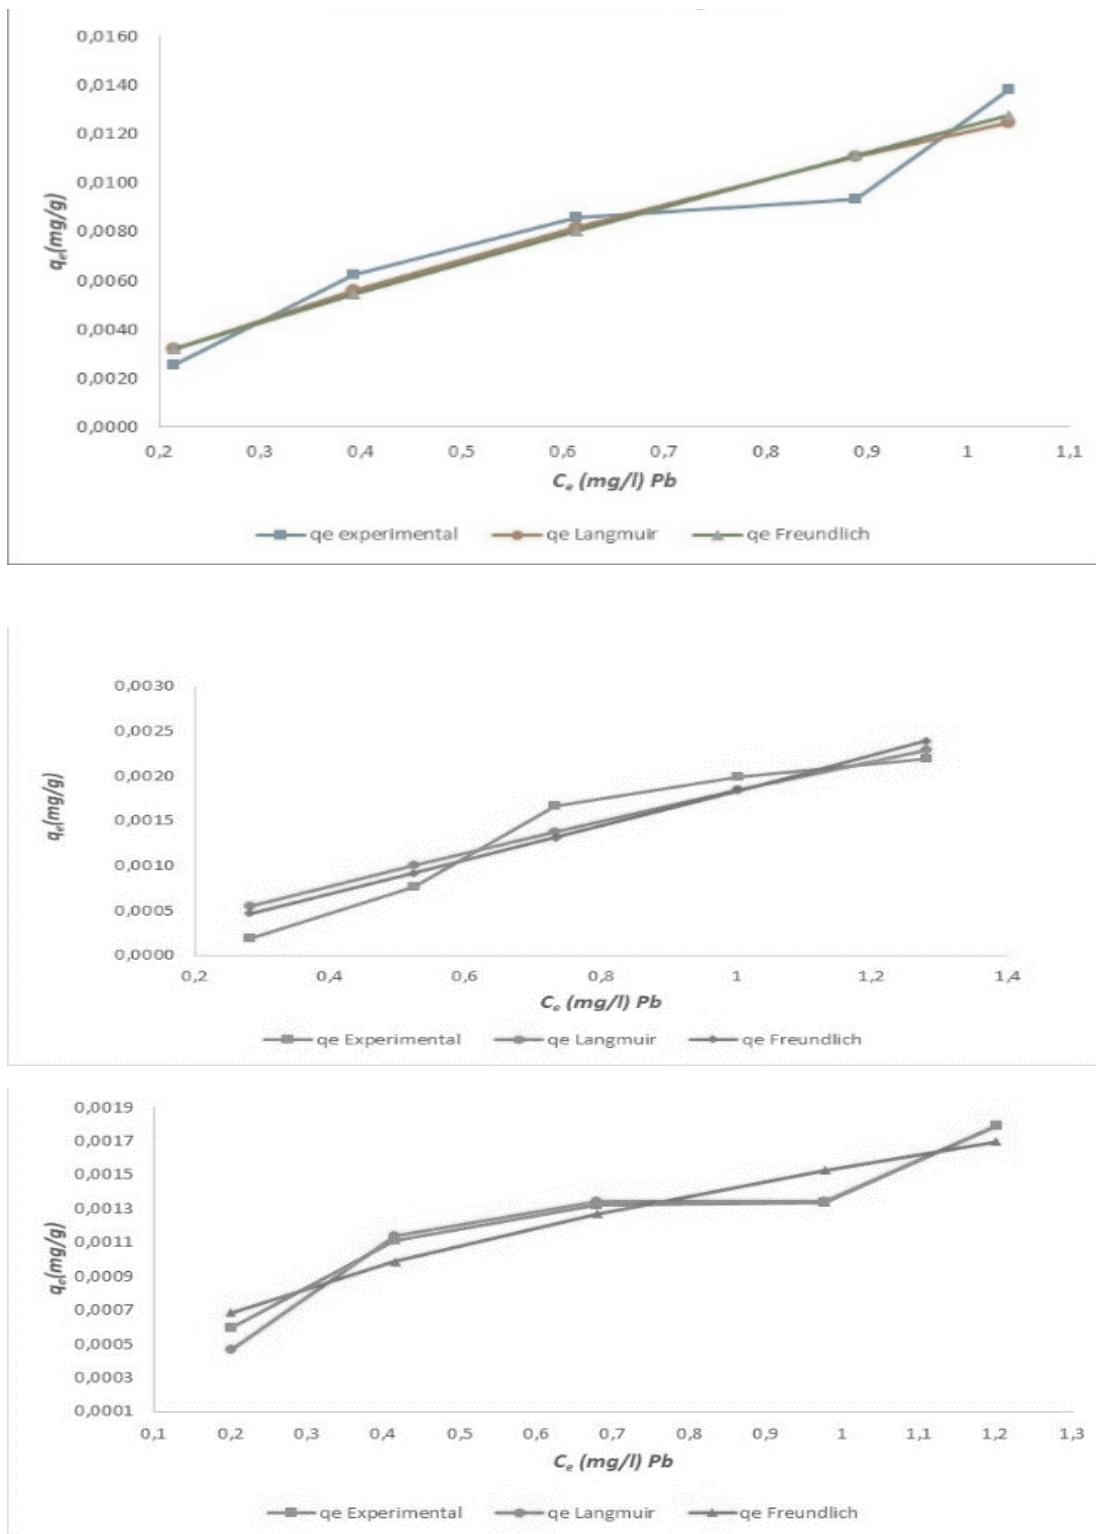 0,0160
0,0140
0,0120
0,0100
0,0080
0,0060
0,0040
0,0020
0,0000
qe(mg/g)
0,2 0,3 0,4 0,5 0,6 0,7 0,8 0,9 1 1,1
Ce (mg/l) Pb
qe experimental qe Langmuir qe Freundlich
0,0030
0,0025
0,0020
0,0015
0,0010
0,0005
0,0000
qe(mg/g)
0,2 0,4 0,6 0,8 1 1,2 1,4
Ce (mg/l) Pb
qe Experimental qe Langmuir qe Freundlich
0,0019
0,0017
0,0015
0,0013
0,0011
0,0009
0,0007
0,0005
0,0003
0,0001
qe(mg/g)
0,1 0,2 0,3 0,4 0,5 0,6 0,7 0,8 0,9 1 1,1 1,2 1,3
Ce (mg/l) Pb
qe Experimental qe Langmuir qe Freundlich